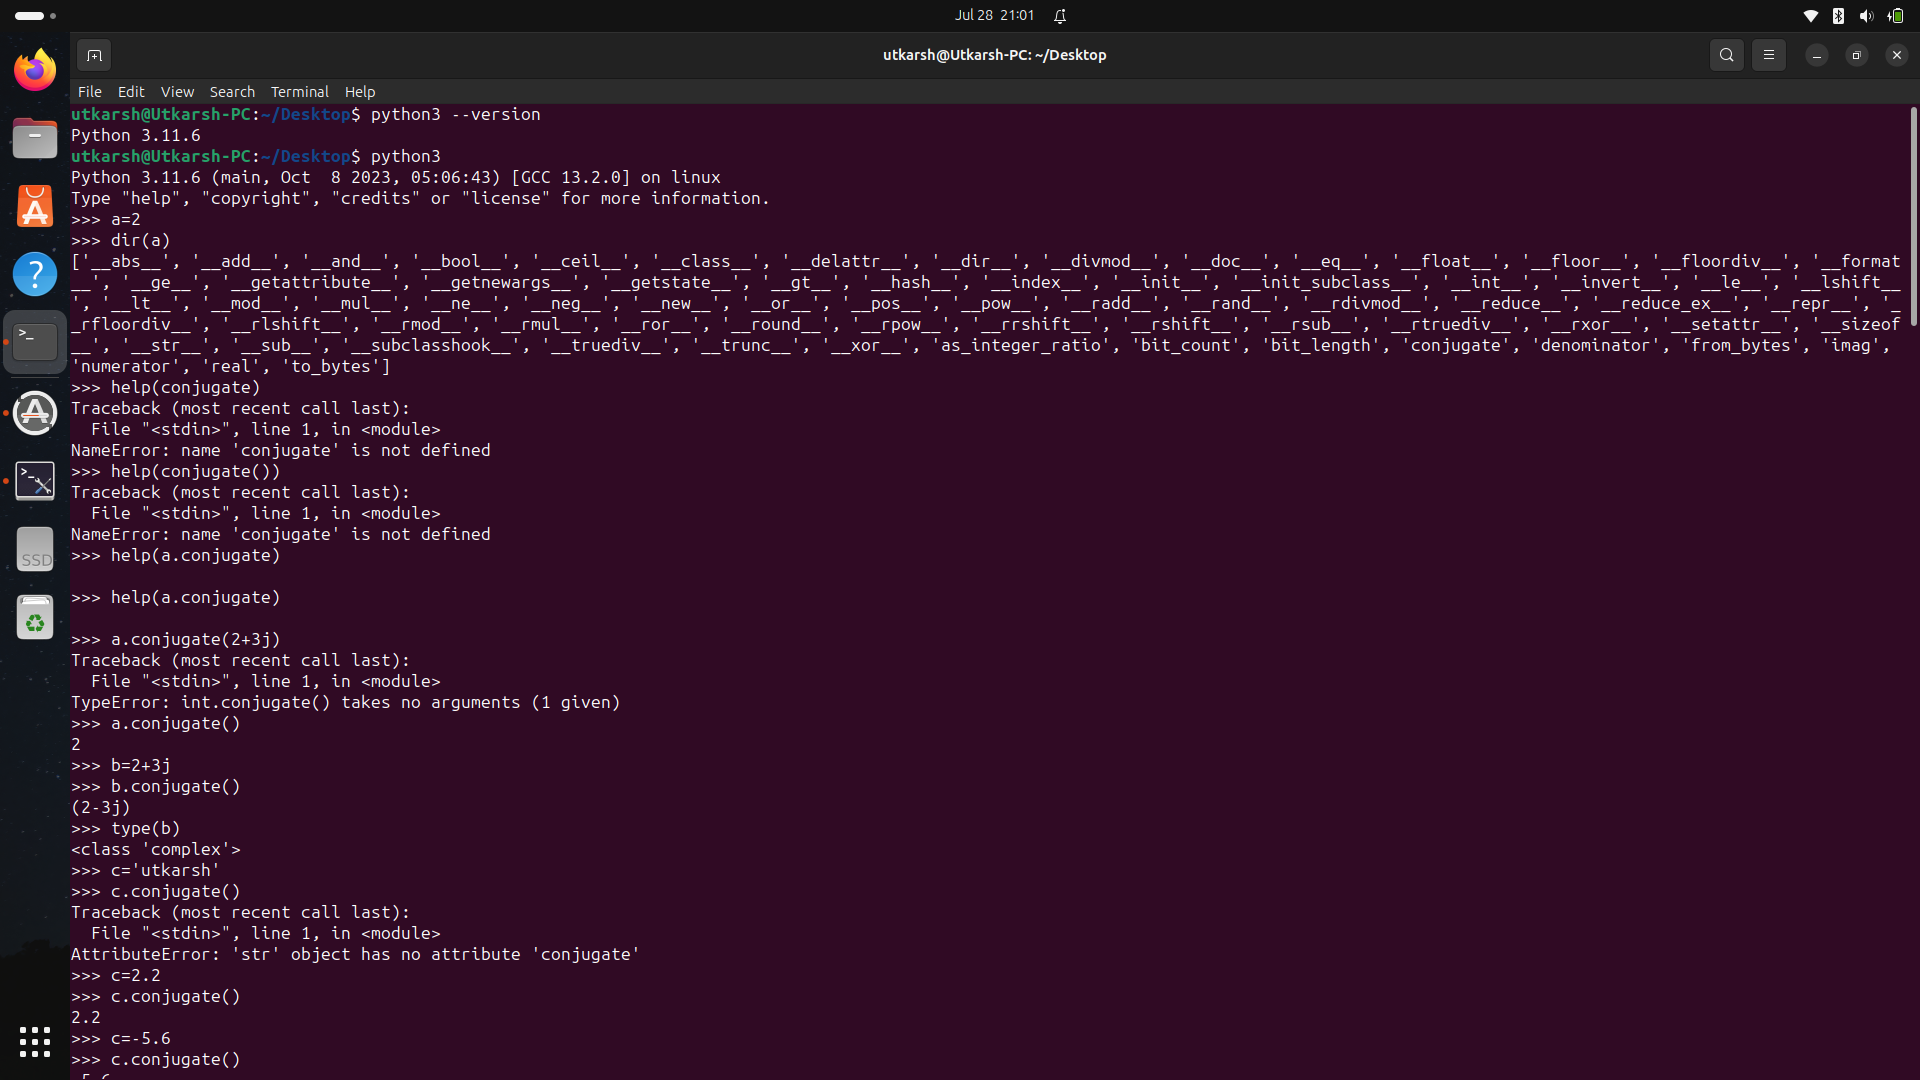 Jul 28 21:01
utkarsh@Utkarsh-PC: ~/Desktop
File Edit View Search Terminal Help
utkarsh@Utkarsh-PC:~/Desktop$ python3 --version
Python 3.11.6
utkarsh@Utkarsh-PC:~/Desktop$ python3
Python 3.11.6 (main, Oct  8 2023, 05:06:43) [GCC 13.2.0] on linux
Type "help", "copyright", "credits" or "license" for more information.
>>> a=2
>>> dir(a)
['__abs__', '__add__', '__and__', '__bool__', '__ceil__', '__class__', '__delattr__', '__dir__', '__divmod__', '__doc__', '__eq__', '__float__', '__floor__', '__floordiv__', '__format
__', '__ge__', '__getattribute__', '__getnewargs__', '__getstate__', '__gt__', '__hash__', '__index__', '__init__', '__init_subclass__', '__int__', '__invert__', '__le__', '__lshift__
', '__lt__', '__mod__', '__mul__', '__ne__', '__neg__', '__new__', '__or__', '__pos__', '__pow__', '__radd__', '__rand__', '__rdivmod__', '__reduce__', '__reduce_ex__', '__repr__', '_
_rfloordiv__', '__rlshift__', '__rmod__', '__rmul__', '__ror__', '__round__', '__rpow__', '__rrshift__', '__rshift__', '__rsub__', '__rtruediv__', '__rxor__', '__setattr__', '__sizeof
__', '__str__', '__sub__', '__subclasshook__', '__truediv__', '__trunc__', '__xor__', 'as_integer_ratio', 'bit_count', 'bit_length', 'conjugate', 'denominator', 'from_bytes', 'imag',
'numerator', 'real', 'to_bytes']
>>> help(conjugate)
Traceback (most recent call last):
  File "<stdin>", line 1, in <module>
NameError: name 'conjugate' is not defined
>>> help(conjugate())
Traceback (most recent call last):
  File "<stdin>", line 1, in <module>
NameError: name 'conjugate' is not defined
>>> help(a.conjugate)
>>> help(a.conjugate)
>>> a.conjugate(2+3j)
Traceback (most recent call last):
  File "<stdin>", line 1, in <module>
TypeError: int.conjugate() takes no arguments (1 given)
>>> a.conjugate()
2
>>> b=2+3j
>>> b.conjugate()
(2-3j)
>>> type(b)
<class 'complex'>
>>> c='utkarsh'
>>> c.conjugate()
Traceback (most recent call last):
  File "<stdin>", line 1, in <module>
AttributeError: 'str' object has no attribute 'conjugate'
>>> c=2.2
>>> c.conjugate()
2.2
>>> c=-5.6
>>> c.conjugate()
SSD